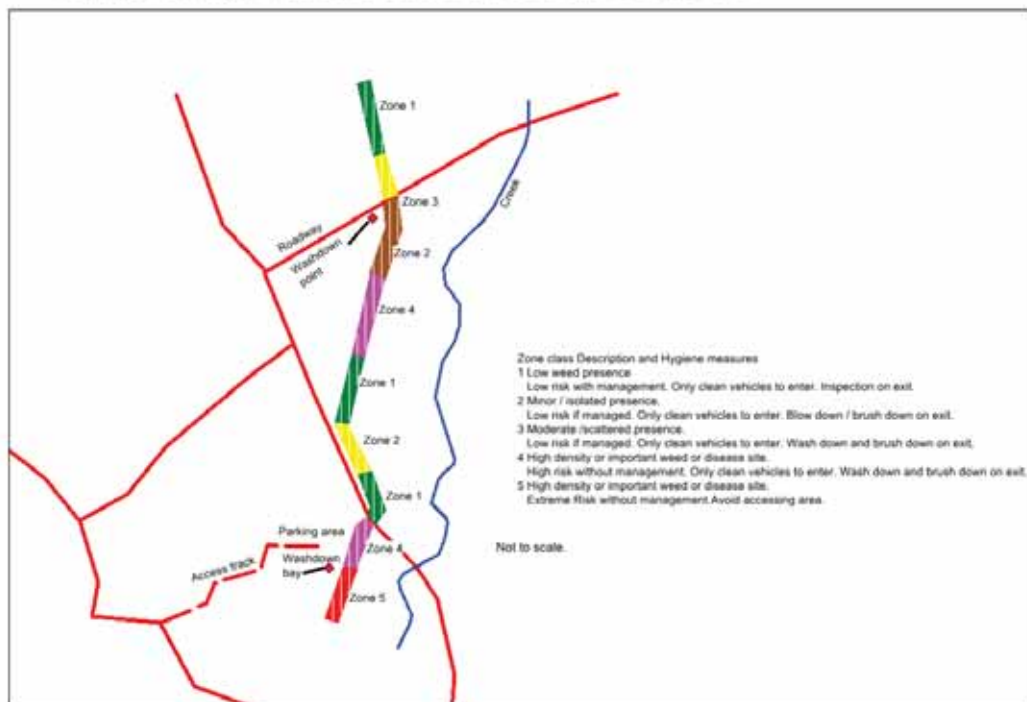 Zone 1
Zone 3
Roadway
Washdown
point
Zone 2
Zone 4
Zone 1
Zone 2
Zone 1
Zone 4
Zone 5
Parking area
Access track
Washdown
bay
Zone class Description and Hygiene measures
1 Low weed presence
Low risk with management. Only clean vehicles to enter. Inspection on exit.
2 Minor / isolated presence.
Low risk if managed. Only clean vehicles to enter. Blow down / brush down on exit.
3 Moderate /scattered presence.
Low risk if managed. Only clean vehicles to enter. Wash down and brush down on exit.
4 High density or important weed or disease site.
High risk without management. Only clean vehicles to enter. Wash down and brush down on exit.
5 High density or important weed or disease site.
Extreme Risk without management.Avoid accessing area.
Not to scale.